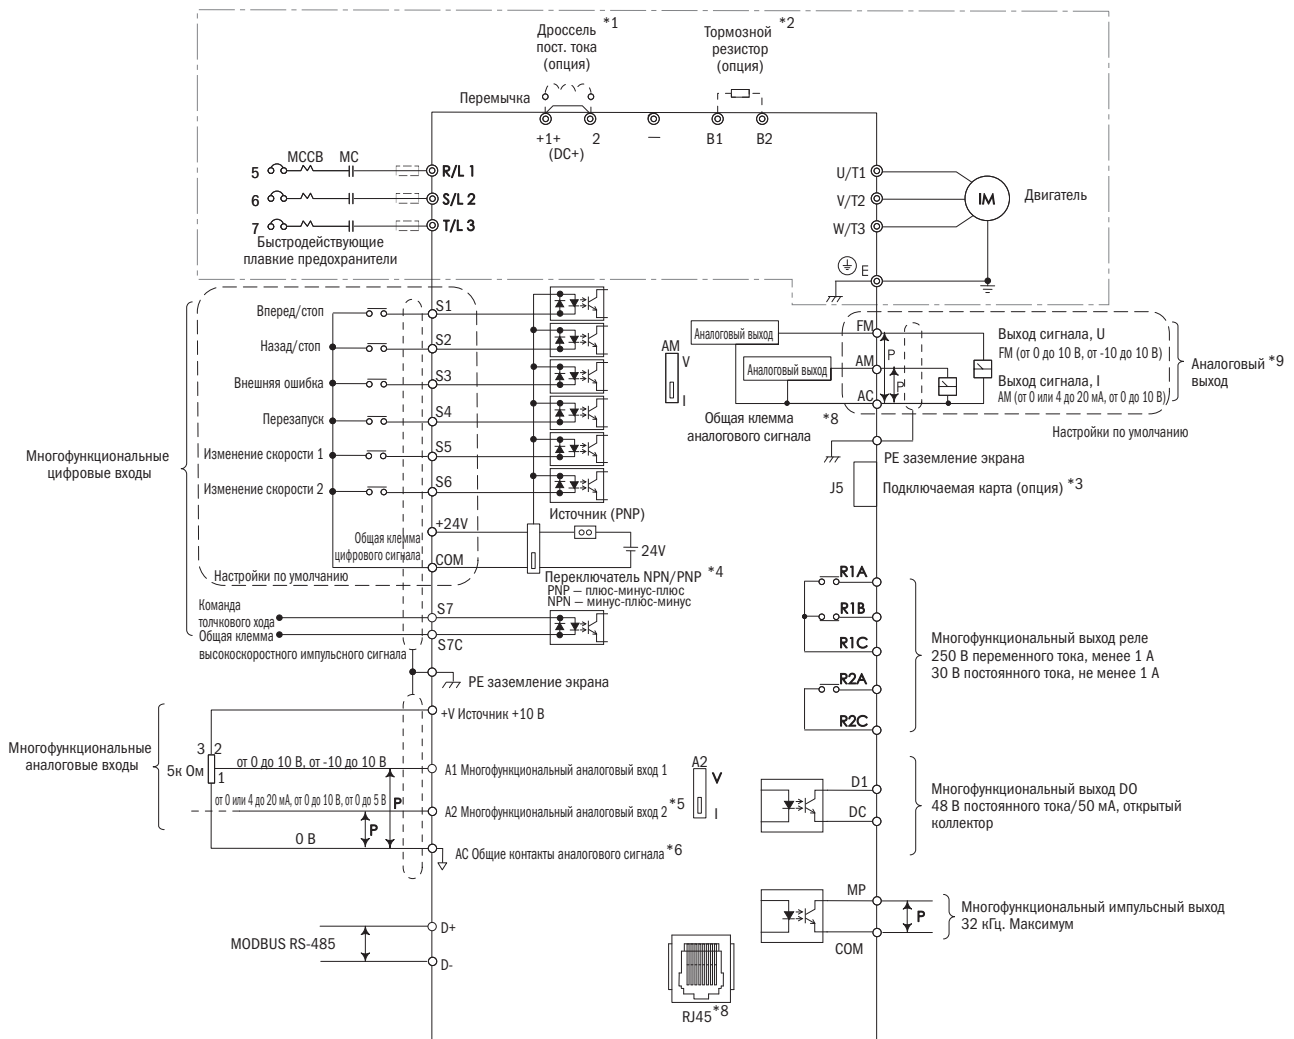 Дроссель *1
пост. тока
(опция)
Тормозной *2
резистор
(опция)
Перемычка
+1+ 2 — B1 B2
(DC+)
MCCB MC
5 R/L 1
6 S/L 2
7 T/L 3
Быстродействующие
плавкие предохранители
U/T1
V/T2
W/T3
IM
Двигатель
E
Многофункциональные
цифровые входы
Вперед/стоп S1
Назад/стоп S2
Внешняя ошибка S3
Перезапуск S4
Изменение скорости 1 S5
Изменение скорости 2 S6
+24V
Общая клемма
цифрового сигнала
COM
Настройки по умолчанию
Источник (PNP)
24V
Переключатель NPN/PNP *4
PNP — плюс-минус-плюс
NPN — минус-плюс-минус
Команда
толчкового хода
S7
Общая клемма
высокоскоростного импульсного сигнала
S7C
PE заземление экрана
AM
V
I
Аналоговый выход
Аналоговый выход
Общая клемма
аналогового сигнала
*8
FM
AM
AC
P
P
Выход сигнала, U
FM (от 0 до 10 В, от -10 до 10 В)
Выход сигнала, I
AM (от 0 или 4 до 20 мА, от 0 до 10 В)
Аналоговый *9
выход
Настройки по умолчанию
PE заземление экрана
J5
Подключаемая карта (опция) *3
R1A
R1B
R1C
R2A
R2C
Многофункциональный выход реле
250 В переменного тока, менее 1 А
30 В постоянного тока, не менее 1 А
Многофункциональные
аналоговые входы
+V Источник +10 В
3 2
5к Ом
1
от 0 до 10 В, от -10 до 10 В
A1 Многофункциональный аналоговый вход 1
от 0 или 4 до 20 мА, от 0 до 10 В, от 0 до 5 В
P
A2 Многофункциональный аналоговый вход 2 *5
P
0 В
AC Общие контакты аналогового сигнала *6
A2
V
I
D1
DC
Многофункциональный выход DO
48 В постоянного тока/50 мА, открытый
коллектор
MP
P
COM
Многофункциональный импульсный выход
32 кГц. Максимум
MODBUS RS-485
D+
D-
RJ45 *8